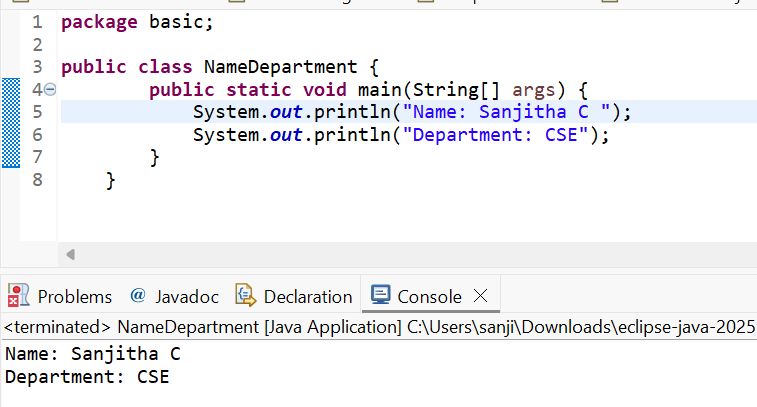 1 package basic;
2
3 public class NameDepartment {
4 public static void main(String[] args) {
5 System.out.println("Name: Sanjitha C ");
6 System.out.println("Department: CSE");
7 }
8 }
Problems @ Javadoc Declaration Console
<terminated> NameDepartment [Java Application] C:\Users\sanji\Downloads\eclipse-java-2025
Name: Sanjitha C
Department: CSE